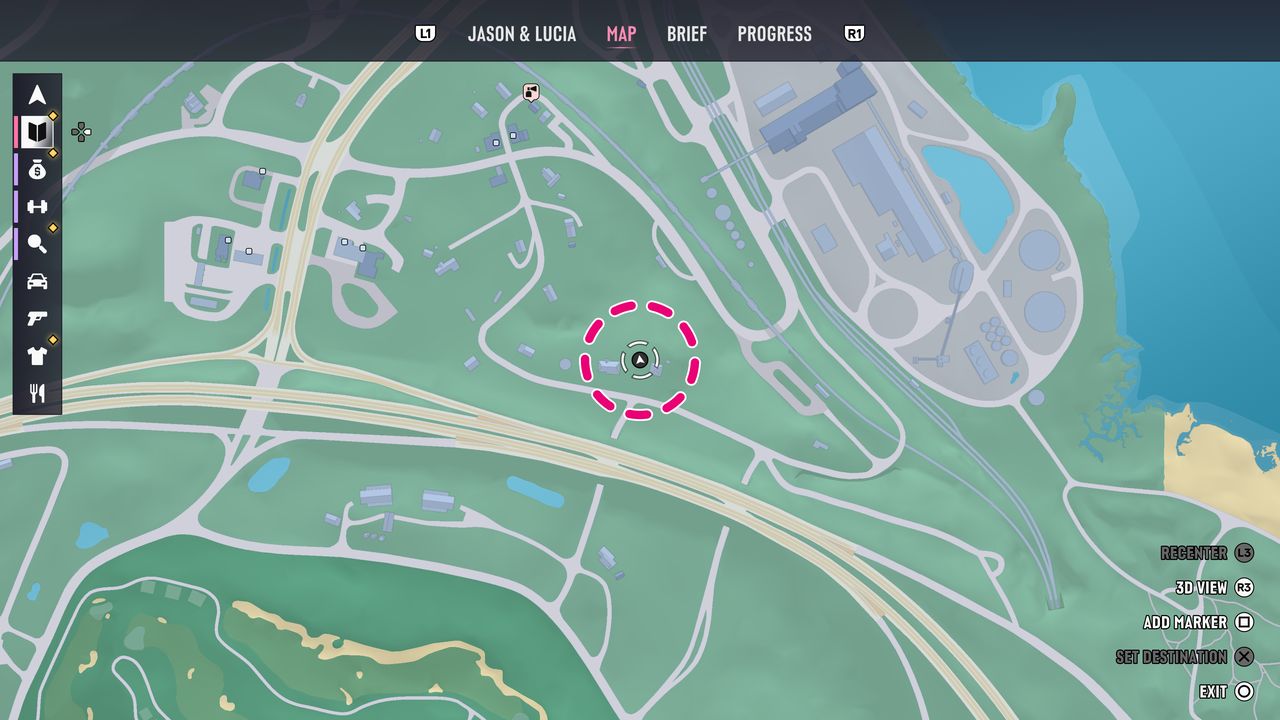 L1 JASON & LUCIA MAP BRIEF PROGRESS R1
$
RECENTER L3
3D VIEW R3
ADD MARKER
SET DESTINATION
EXIT